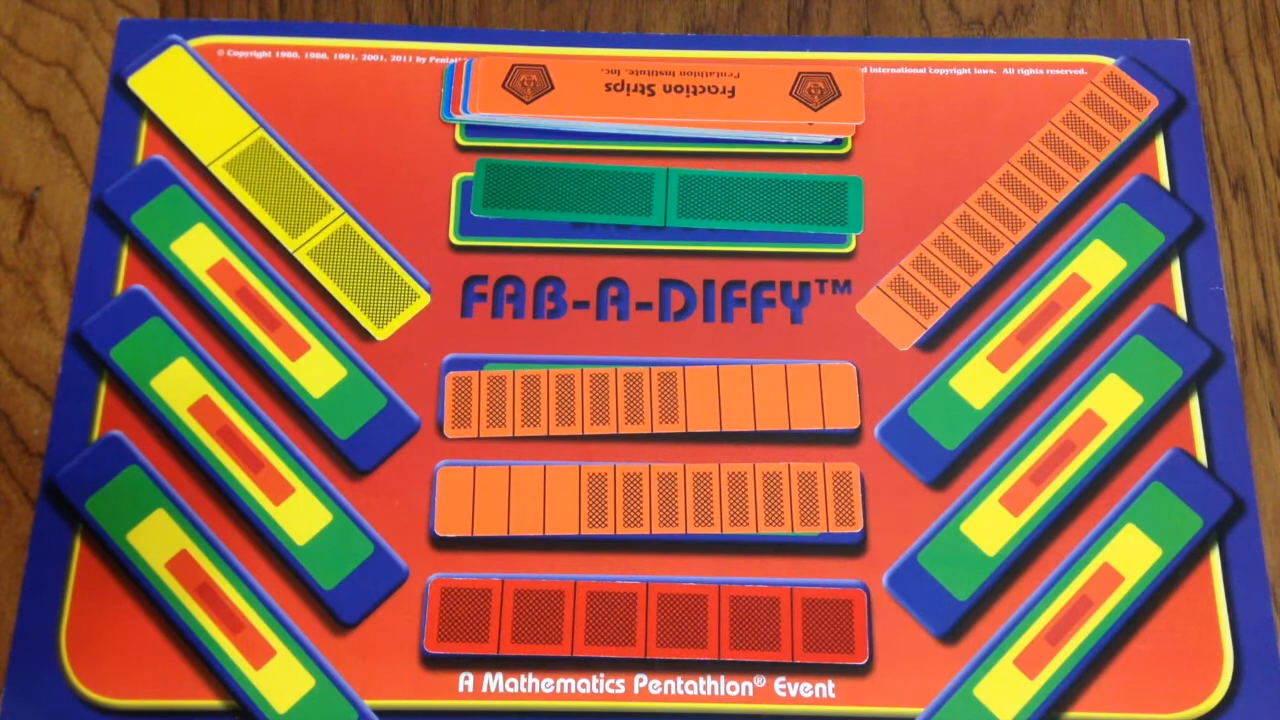 © Copyright 1980, 1986, 1991, 2001, 2011 by
international copyright laws. All rights reserved.
Pentathlon Institute, Inc.
Fraction Strips
FAB-A-DIFFY™
A Mathematics Pentathlon® Event